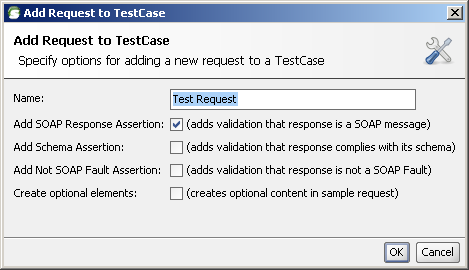 Add Request to TestCase
Add Request to TestCase
Specify options for adding a new request to a TestCase
Name: Test Request
Add SOAP Response Assertion: (adds validation that response is a SOAP message)
Add Schema Assertion: (adds validation that response complies with its schema)
Add Not SOAP Fault Assertion: (adds validation that response is not a SOAP Fault)
Create optional elements: (creates optional content in sample request)
OK Cancel